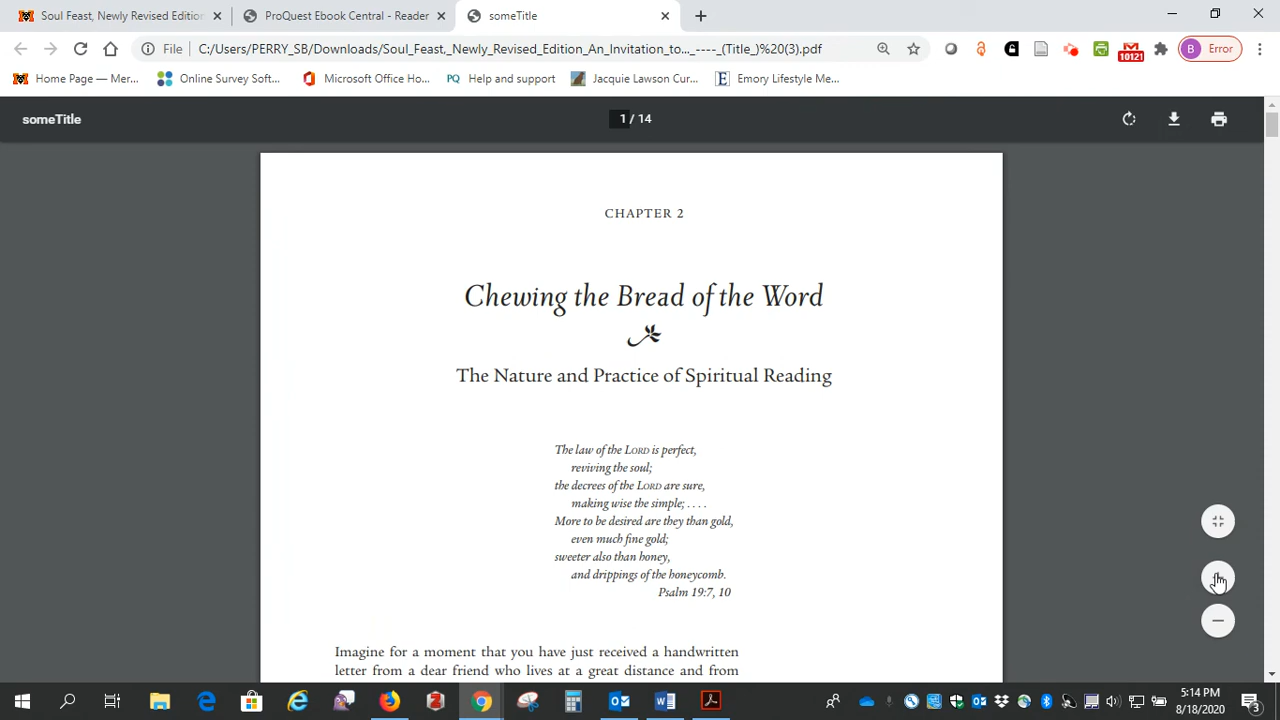 Soul Feast, Newly Revised Edition
ProQuest Ebook Central - Reader
someTitle
File
C:/Users/PERRY_SB/Downloads/Soul_Feast,_Newly_Revised_Edition_An_Invitation_to..._----_(Title_)%20(3).pdf
10121
B
Error
Home Page — Mer...
Online Survey Soft...
Microsoft Office Ho...
PQ Help and support
Jacquie Lawson Cur...
E Emory Lifestyle Me...
someTitle
1 / 14
CHAPTER 2
Chewing the Bread of the Word
The Nature and Practice of Spiritual Reading
The law of the LORD is perfect,
reviving the soul;
the decrees of the LORD are sure,
making wise the simple; . . . .
More to be desired are they than gold,
even much fine gold;
sweeter also than honey,
and drippings of the honeycomb.
Psalm 19:7, 10
Imagine for a moment that you have just received a handwritten
letter from a dear friend who lives at a great distance and from
5:14 PM
8/18/2020
3